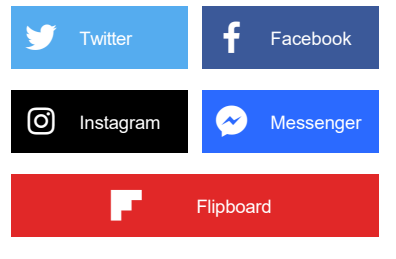 Twitter
Facebook
Instagram
Messenger
Flipboard